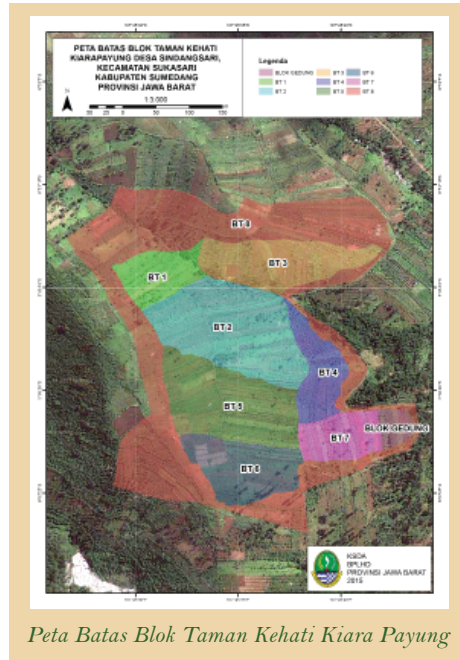 PETA BATAS BLOK TAMAN KEHATI
KIARAPAYUNG DESA SINDANGSARI,
KECAMATAN SUKASARI
KABUPATEN SUMEDANG
PROVINSI JAWA BARAT
1:3.000
Legenda
BLOK GEDUNG
BT 1
BT 2
BT 3
BT 4
BT 5
BT 6
BT 7
BT 8
BT 8
BT 1
BT 3
BT 2
BT 4
BT 5
BT 7
BLOK GEDUNG
BT 6
KSDA
BPLHD
PROVINSI JAWA BARAT
2015
Peta Batas Blok Taman Kehati Kiara Payung